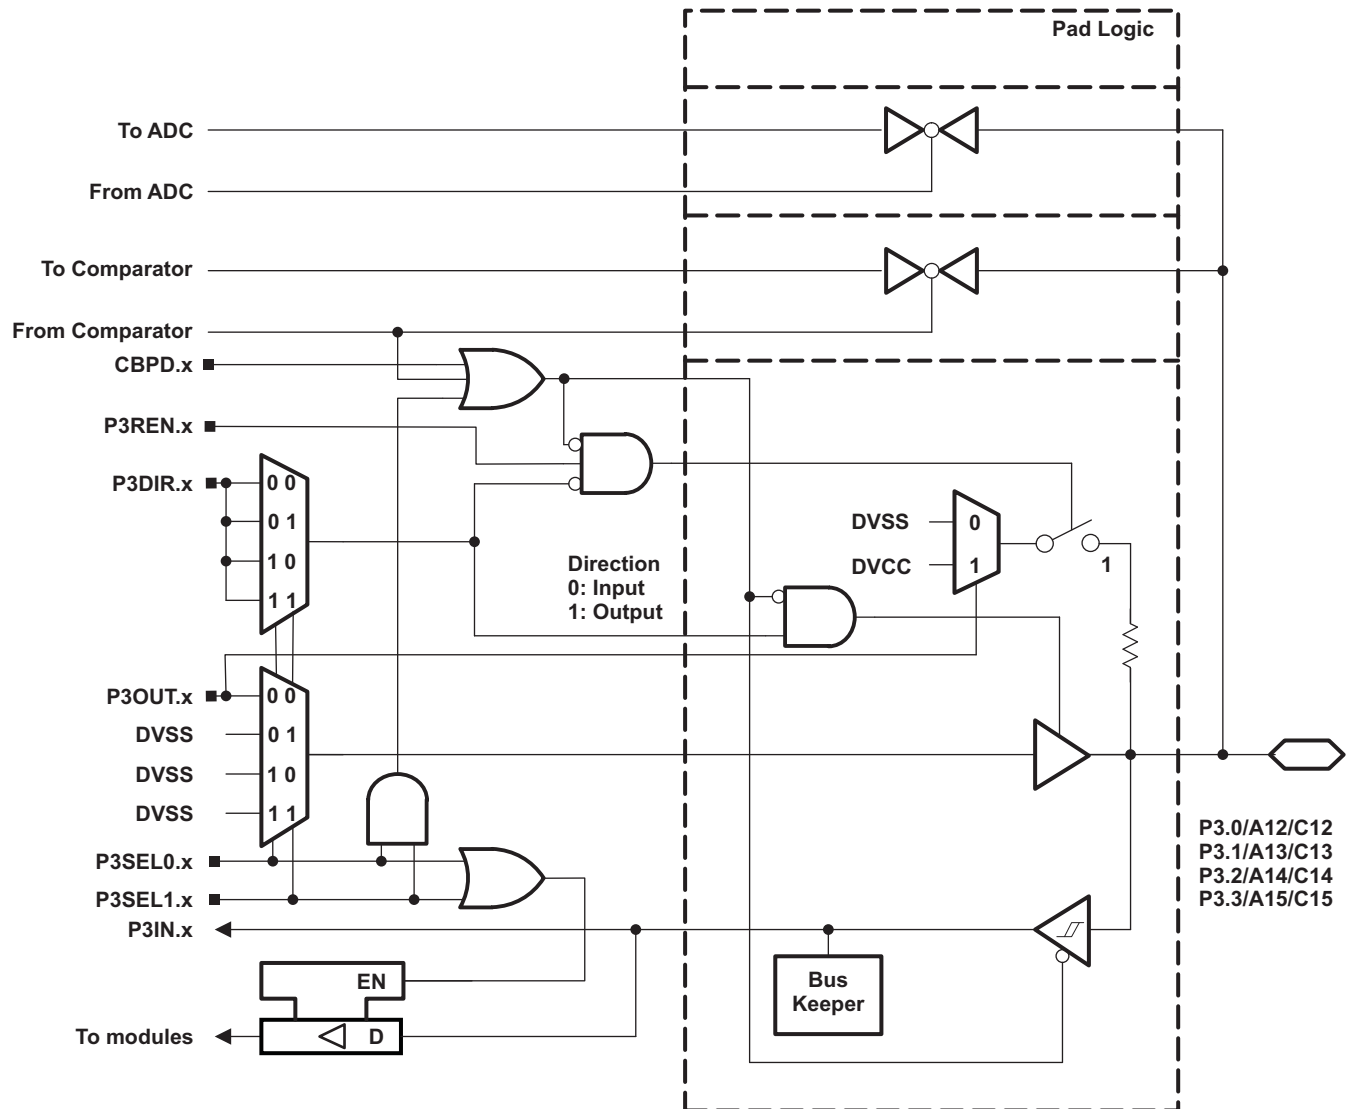 Pad Logic
To ADC
From ADC
To Comparator
From Comparator
CBPD.x
P3REN.x
P3DIR.x
0 0
0 1
1 0
1 1
Direction
0: Input
1: Output
DVSS
DVCC
0
1
1
P3OUT.x
DVSS
DVSS
DVSS
0 0
0 1
1 0
1 1
P3SEL0.x
P3SEL1.x
P3IN.x
P3.0/A12/C12
P3.1/A13/C13
P3.2/A14/C14
P3.3/A15/C15
Bus
Keeper
EN
D
To modules